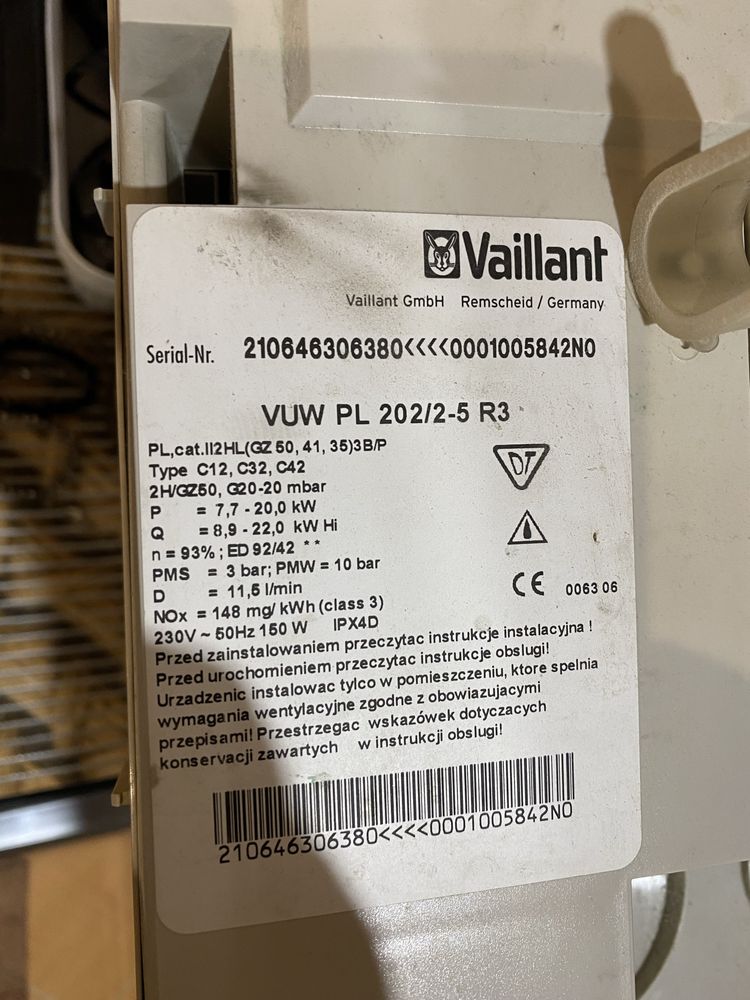 Vaillant
Vaillant GmbH Remscheid / Germany
Serial-Nr. 210646306380<<<<0001005842N0
VUW PL 202/2-5 R3
PL,cat.II2HL(GZ 50, 41, 35)3B/P
Type C12, C32, C42
2H/GZ50, G20-20 mbar
P = 7,7 - 20,0 kW
Q = 8,9 - 22,0 kW Hi
n = 93% ; ED 92/42 * *
PMS = 3 bar; PMW = 10 bar
D = 11,5 l/min
NOx = 148 mg/ kWh (class 3)
230V ~ 50Hz 150 W IPX4D
DT
CE 0063 06
Przed zainstalowaniem przeczytac instrukcje instalacyjna !
Przed urochomieniem przeczytac instrukcje obslugi!
Urzadzenic instalowac tylco w pomieszczeniu, ktore spelnia
wymagania wentylacyjne zgodne z obowiazujacymi
przepisami! Przestrzegac wskazówek dotyczacych
konservacji zawartych w instrukcji obslugi!
210646306380<<<<0001005842N0